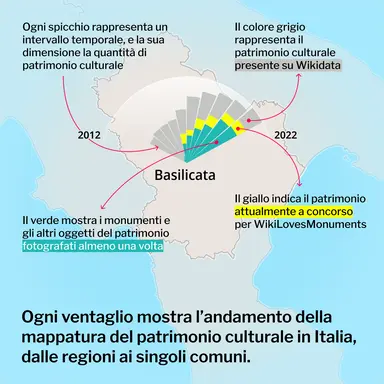 Ogni spicchio rappresenta un
intervallo temporale, e la sua
dimensione la quantità di
patrimonio culturale
Il colore grigio
rappresenta il
patrimonio culturale
presente su Wikidata
2012
2022
Basilicata
Il verde mostra i monumenti e
gli altri oggetti del patrimonio
fotografati almeno una volta
Il giallo indica il patrimonio
attualmente a concorso
per WikiLovesMonuments
Ogni ventaglio mostra l'andamento della
mappatura del patrimonio culturale in Italia,
dalle regioni ai singoli comuni.